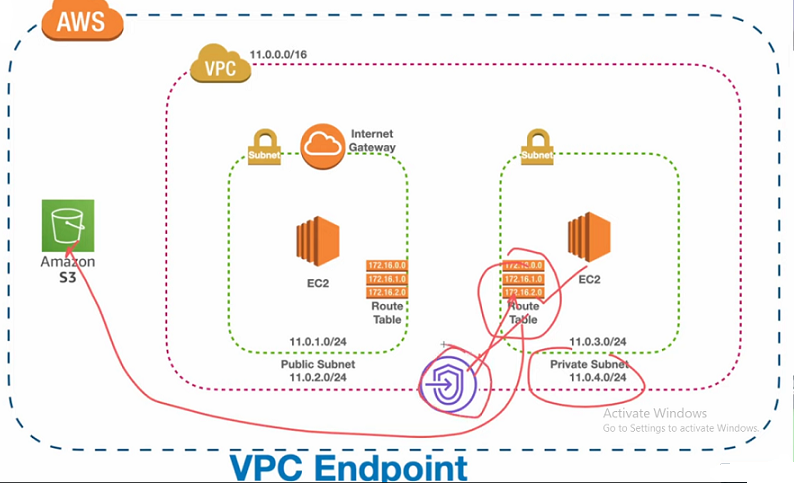 AWS
VPC
11.0.0.0/16
Internet
Gateway
Subnet
Subnet
Amazon
S3
EC2
172.16.0.0
172.16.1.0
172.16.2.0
Route
Table
11.0.1.0/24
Public Subnet
11.0.2.0/24
EC2
172.16.0.0
172.16.1.0
172.16.2.0
Route
Table
11.0.3.0/24
Private Subnet
11.0.4.0/24
Activate Windows
Go to Settings to activate Windows.
VPC Endpoint